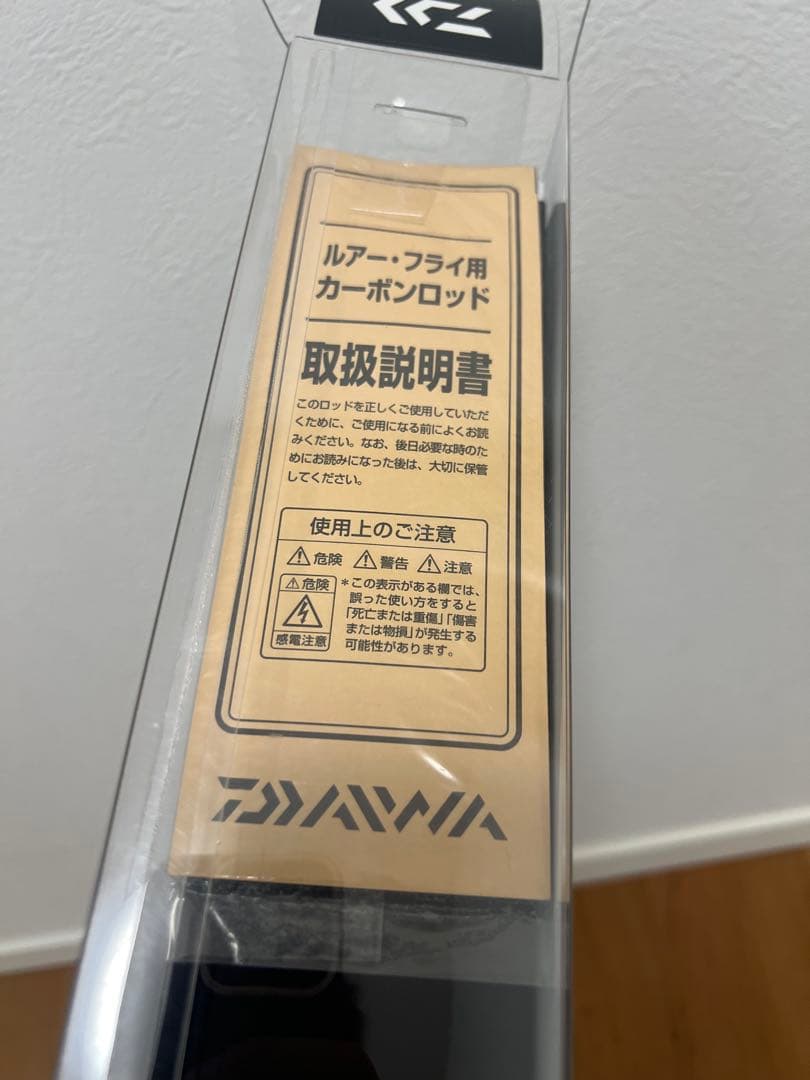 ルアー・フライ用
カーボンロッド
取扱説明書
このロッドを正しくご使用していただ
くために、ご使用になる前によくお読
みください。なお、後日必要な時のた
めにお読みになった後は、大切に保管
してください。
使用上のご注意
危険 警告 注意
危険
感電注意
*この表示がある欄では、
誤った使い方をすると
「死亡または重傷」「傷害
または物損」が発生する
可能性があります。
DAIWA